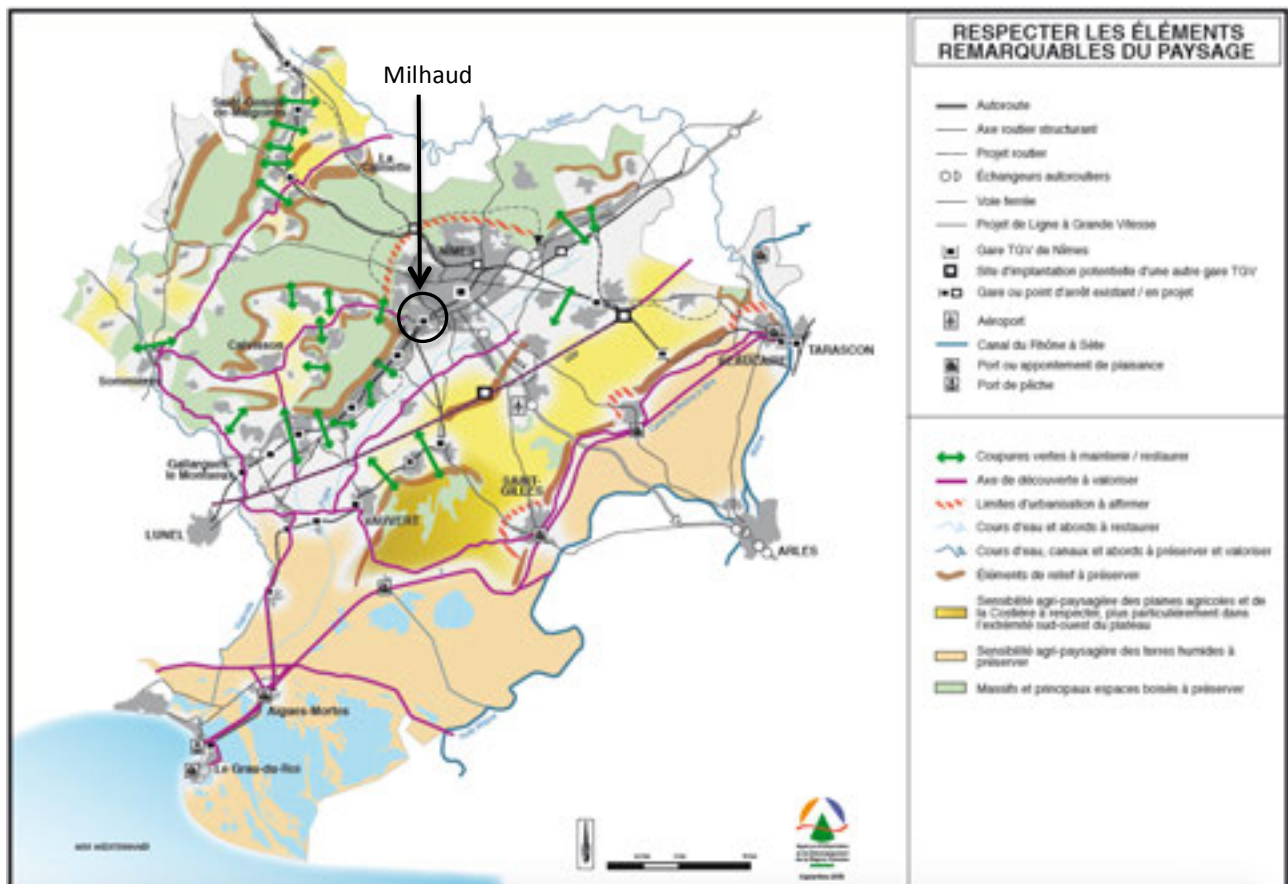 Milhaud
NÎMES
Calvisson
Sommières
BEAUCAIRE
TARASCON
Gallargues-
le-Montueux
SAINT-
GILLES
VAUVERT
LUNEL
ARLES
Aigues-Mortes
Le Grau-du-Roi
RESPECTER LES ÉLÉMENTS
REMARQUABLES DU PAYSAGE
Autoroute
Axe routier structurant
Projet routier
Échangeurs autoroutiers
Voie ferrée
Projet de Ligne à Grande Vitesse
Gare TGV de Nîmes
Site d'implantation potentielle d'une autre gare TGV
Gare ou point d'arrêt existant / en projet
Aéroport
Canal du Rhône à Sète
Port ou appontement de plaisance
Port de pêche
Coupures vertes à maintenir / restaurer
Axe de découverte à valoriser
Limites d'urbanisation à affirmer
Cours d'eau et abords à restaurer
Cours d'eau, canaux et abords à préserver et valoriser
Éléments de relief à préserver
Sensibilité agri-paysagère des plaines agricoles et de
la Costière à respecter, plus particulièrement dans
l'extrémité sud-ouest du plateau
Sensibilité agri-paysagère des terres humides à
préserver
Massifs et principaux espaces boisés à préserver